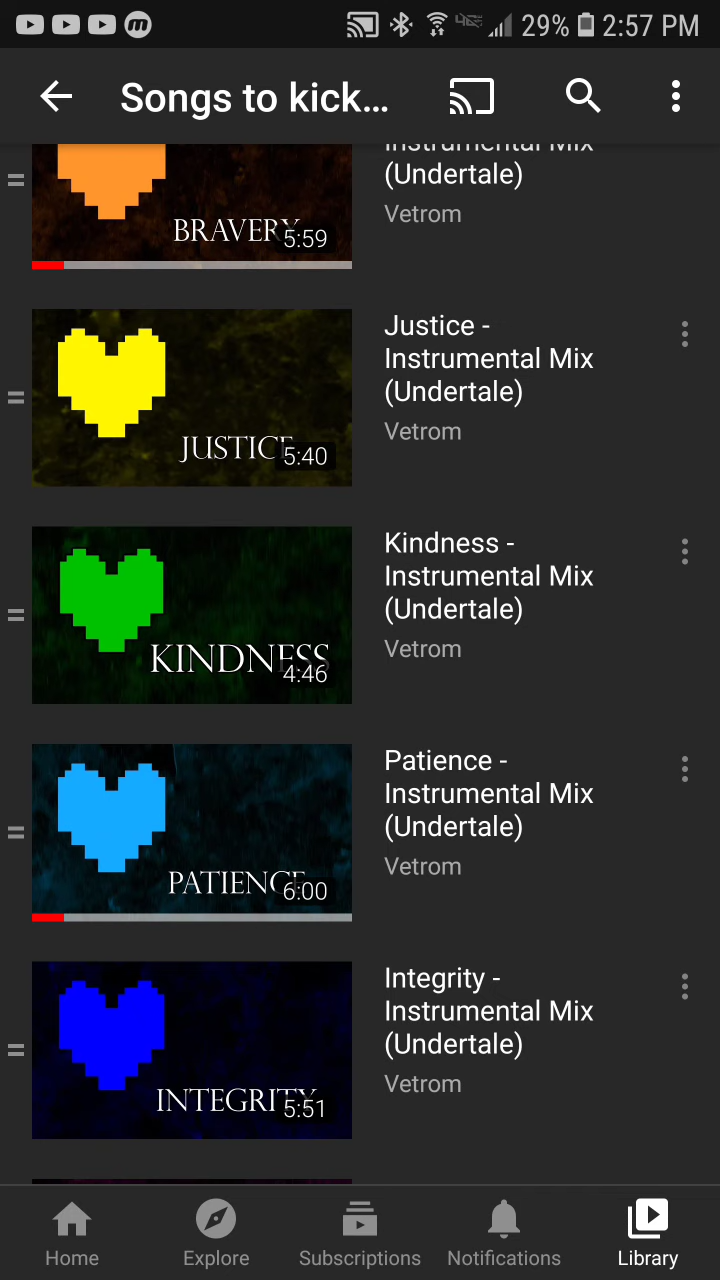 29% 2:57 PM
Songs to kick...
Instrumental Mix
(Undertale)
Vetrom
BRAVERY
5:59
Justice -
Instrumental Mix
(Undertale)
Vetrom
JUSTICE
5:40
Kindness -
Instrumental Mix
(Undertale)
Vetrom
KINDNESS
4:46
Patience -
Instrumental Mix
(Undertale)
Vetrom
PATIENCE
6:00
Integrity -
Instrumental Mix
(Undertale)
Vetrom
INTEGRITY
5:51
Home Explore Subscriptions Notifications Library